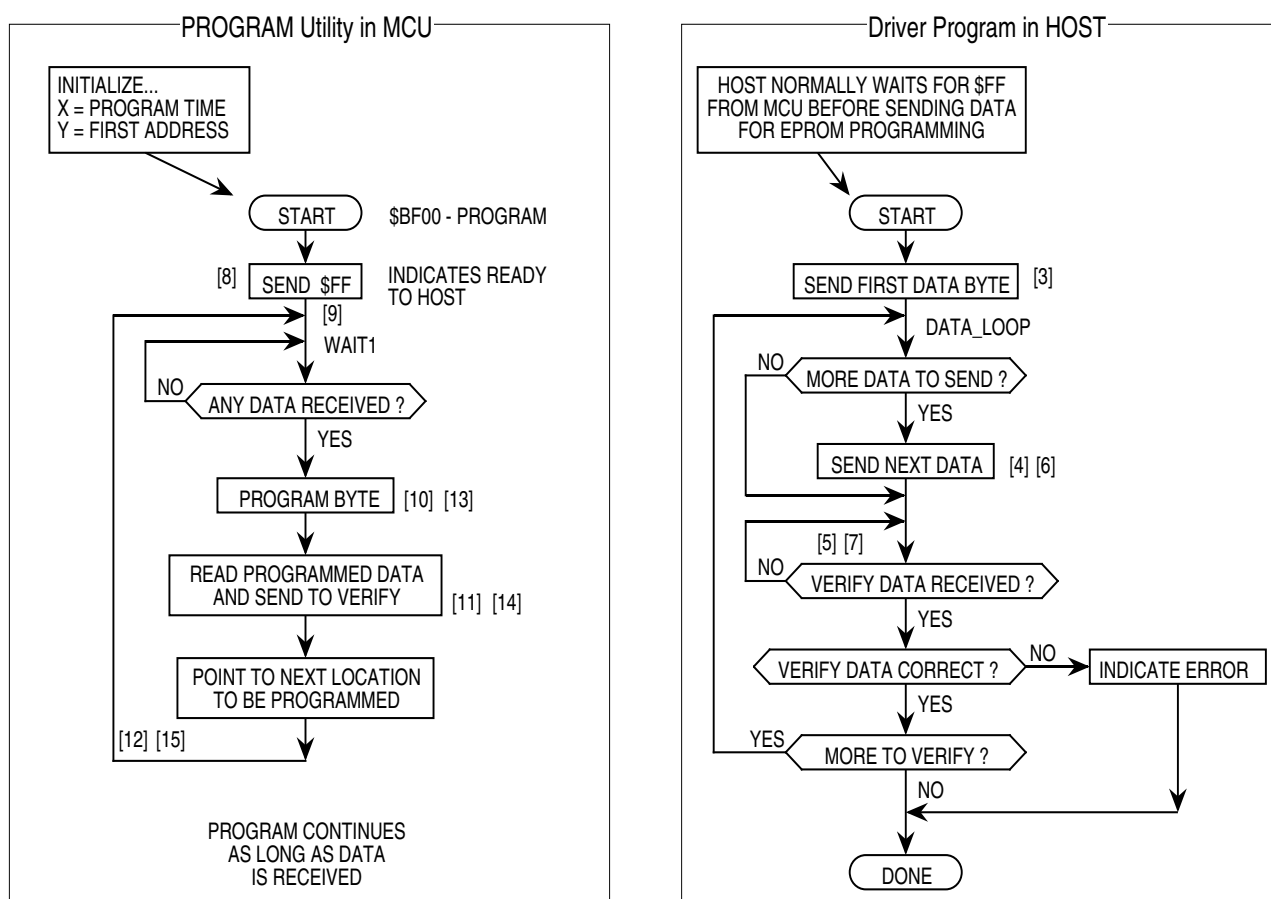 PROGRAM Utility in MCU
INITIALIZE...
X = PROGRAM TIME
Y = FIRST ADDRESS
START
$BF00 - PROGRAM
[8]
SEND $FF
INDICATES READY
TO HOST
[9]
WAIT1
NO
ANY DATA RECEIVED ?
YES
PROGRAM BYTE
[10] [13]
READ PROGRAMMED DATA
AND SEND TO VERIFY
[11] [14]
POINT TO NEXT LOCATION
TO BE PROGRAMMED
[12] [15]
PROGRAM CONTINUES
AS LONG AS DATA
IS RECEIVED
Driver Program in HOST
HOST NORMALLY WAITS FOR $FF
FROM MCU BEFORE SENDING DATA
FOR EPROM PROGRAMMING
START
SEND FIRST DATA BYTE
[3]
DATA_LOOP
NO
MORE DATA TO SEND ?
YES
SEND NEXT DATA
[4] [6]
[5] [7]
NO
VERIFY DATA RECEIVED ?
YES
VERIFY DATA CORRECT ?
NO
INDICATE ERROR
YES
YES
MORE TO VERIFY ?
NO
DONE